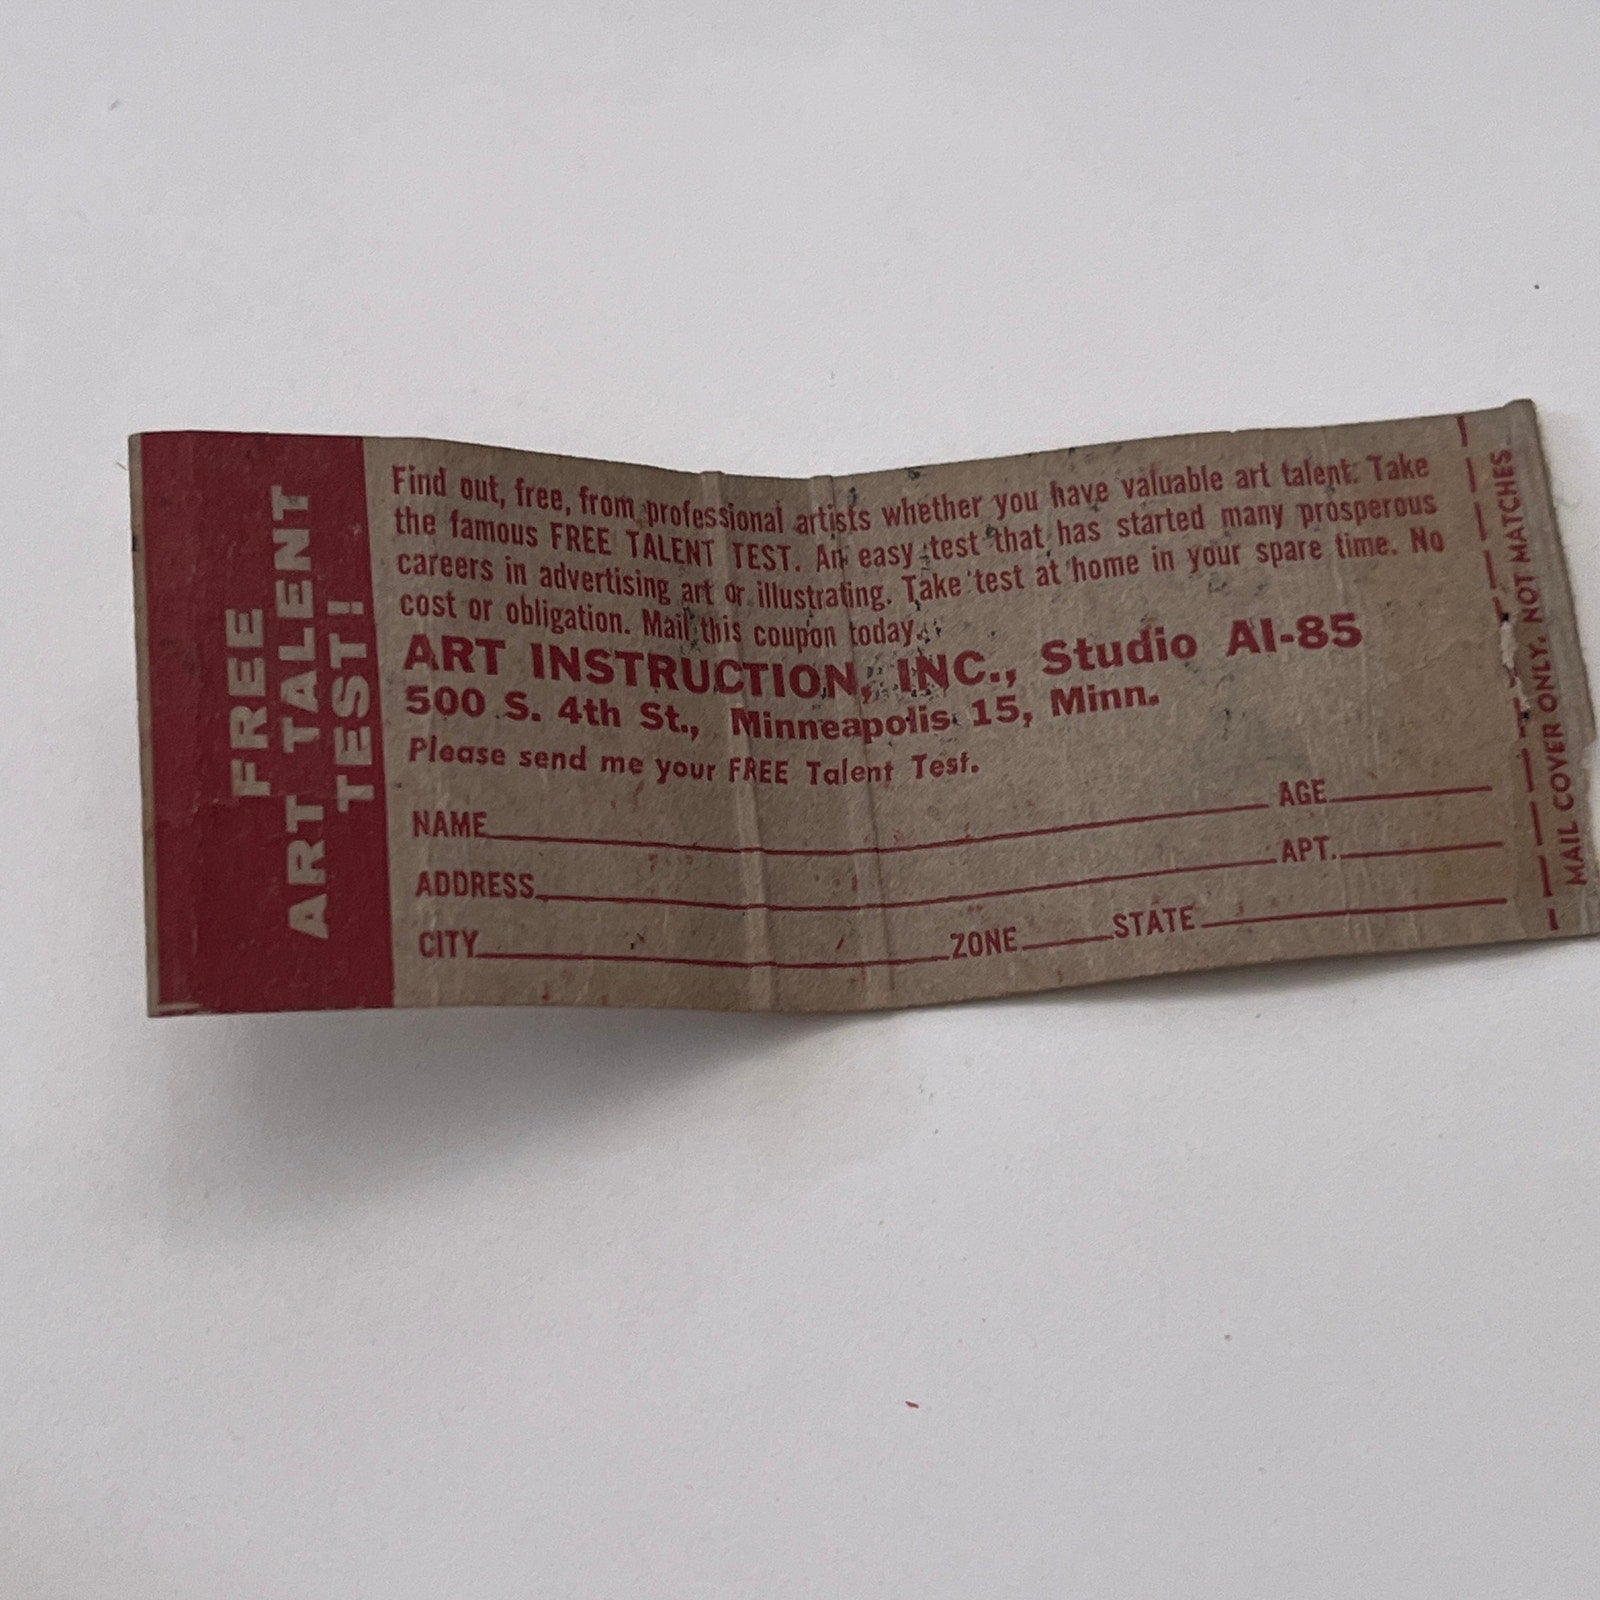 FREE
ART TALENT
TEST!
Find out, free, from professional artists whether you have valuable art talent. Take
the famous FREE TALENT TEST. An easy test that has started many prosperous
careers in advertising art or illustrating. Take test at home in your spare time. No
cost or obligation. Mail this coupon today.
ART INSTRUCTION, INC., Studio AI-85
500 S. 4th St., Minneapolis 15, Minn.
Please send me your FREE Talent Test.
NAME AGE
ADDRESS APT.
CITY ZONE STATE
MAIL COVER ONLY, NOT MATCHES